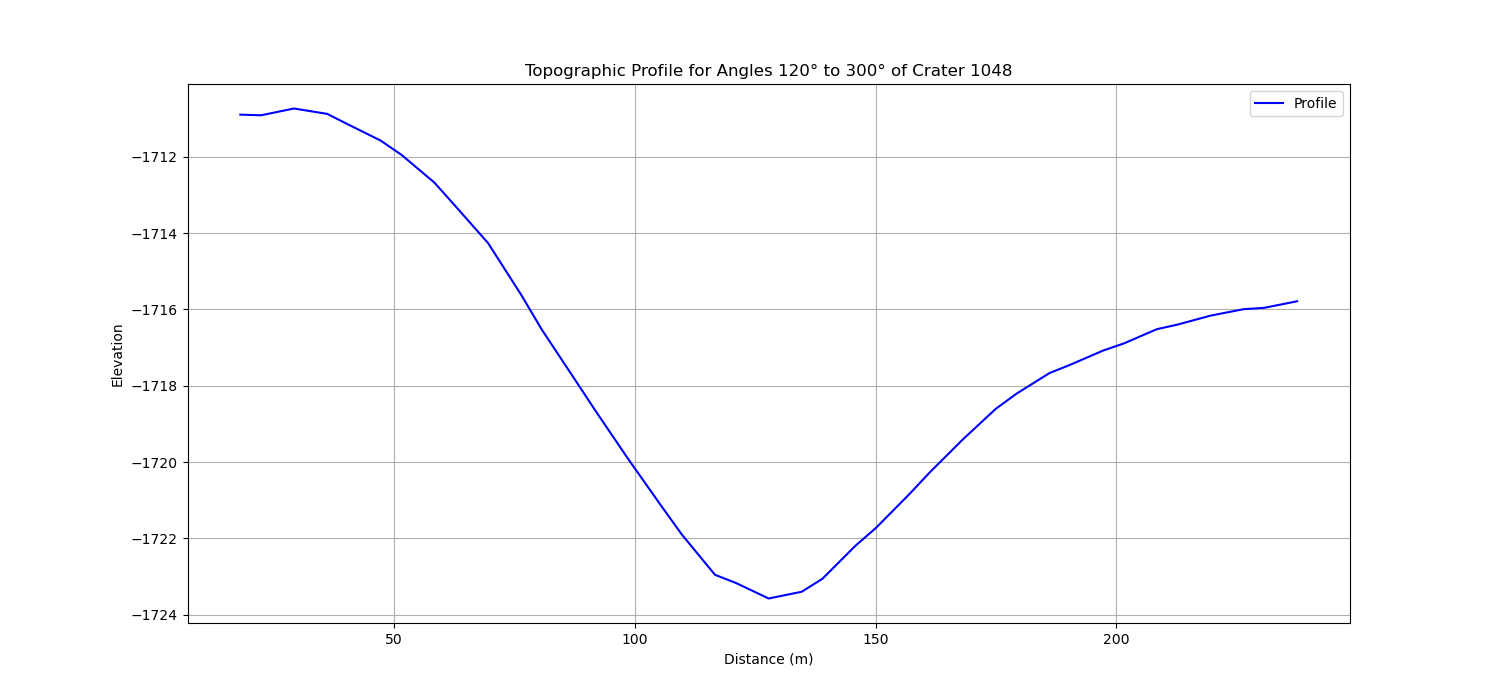 Topographic Profile for Angles 120° to 300° of Crater 1048
Profile
−1712
−1714
−1716
−1718
−1720
−1722
−1724
Elevation
50
100
150
200
Distance (m)